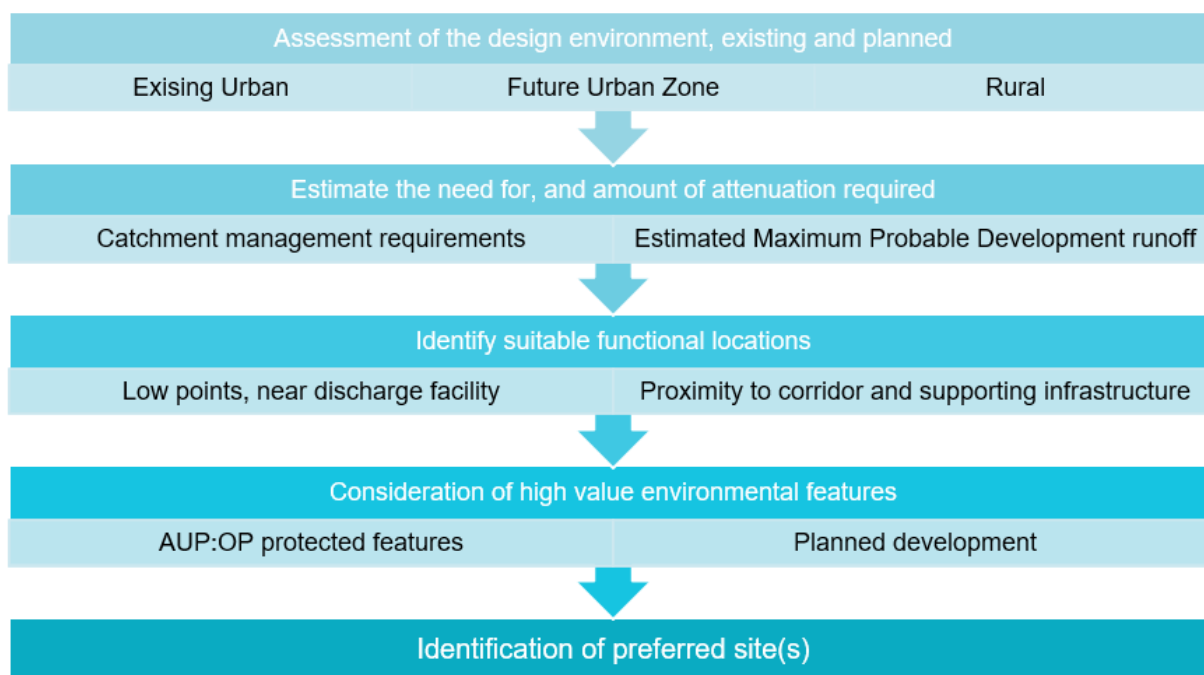 Assessment of the design environment, existing and planned
Exising Urban
Future Urban Zone
Rural
Estimate the need for, and amount of attenuation required
Catchment management requirements
Estimated Maximum Probable Development runoff
Identify suitable functional locations
Low points, near discharge facility
Proximity to corridor and supporting infrastructure
Consideration of high value environmental features
AUP:OP protected features
Planned development
Identification of preferred site(s)